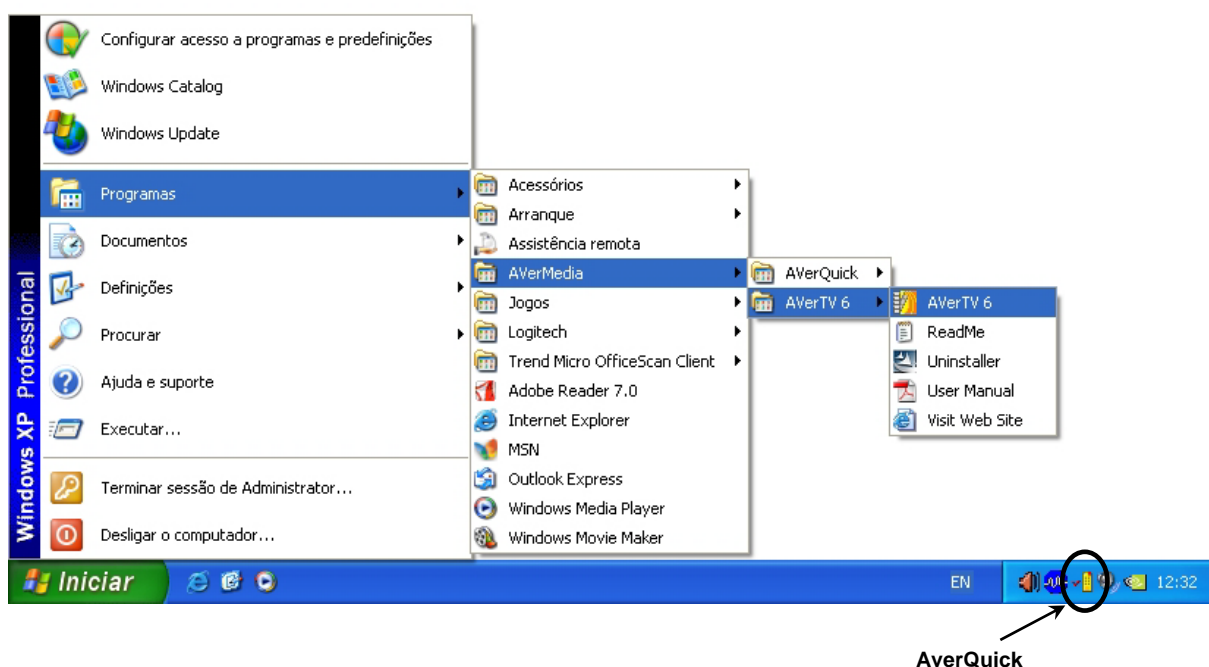 Windows XP Professional
Configurar acesso a programas e predefinições
Windows Catalog
Windows Update
Programas
Documentos
Definições
Procurar
Ajuda e suporte
Executar...
Terminar sessão de Administrator...
Desligar o computador...
Acessórios
Arranque
Assistência remota
AVerMedia
Jogos
Logitech
Trend Micro OfficeScan Client
Adobe Reader 7.0
Internet Explorer
MSN
Outlook Express
Windows Media Player
Windows Movie Maker
AVerQuick
AVerTV 6
AVerTV 6
ReadMe
Uninstaller
User Manual
Visit Web Site
Iniciar
EN
12:32
AverQuick